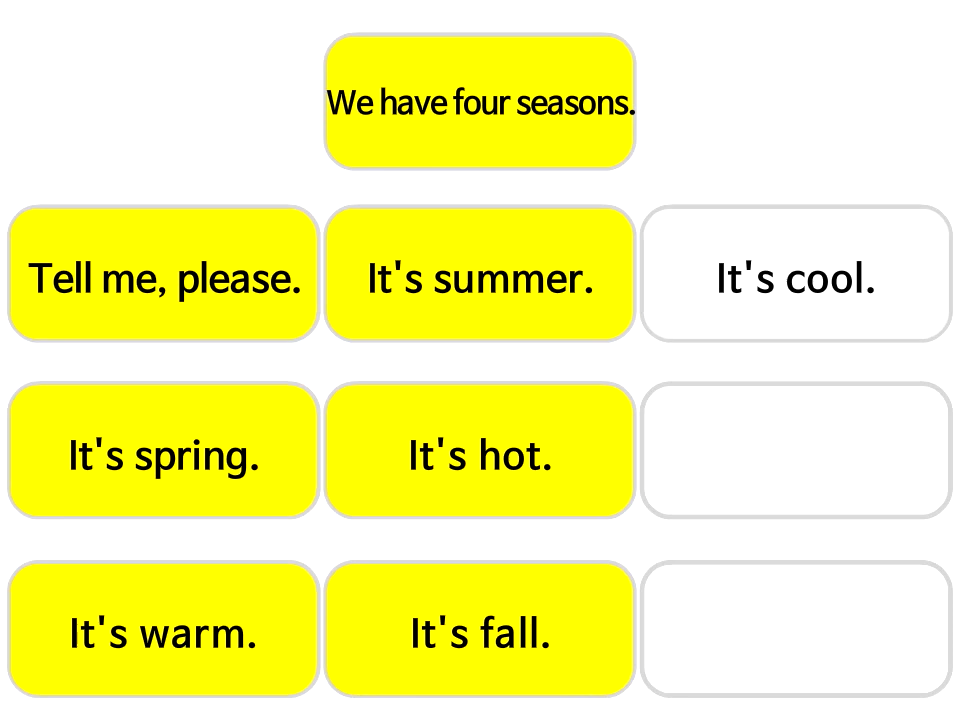 We have four seasons.
Tell me, please.
It's summer.
It's cool.
It's spring.
It's hot.
It's warm.
It's fall.